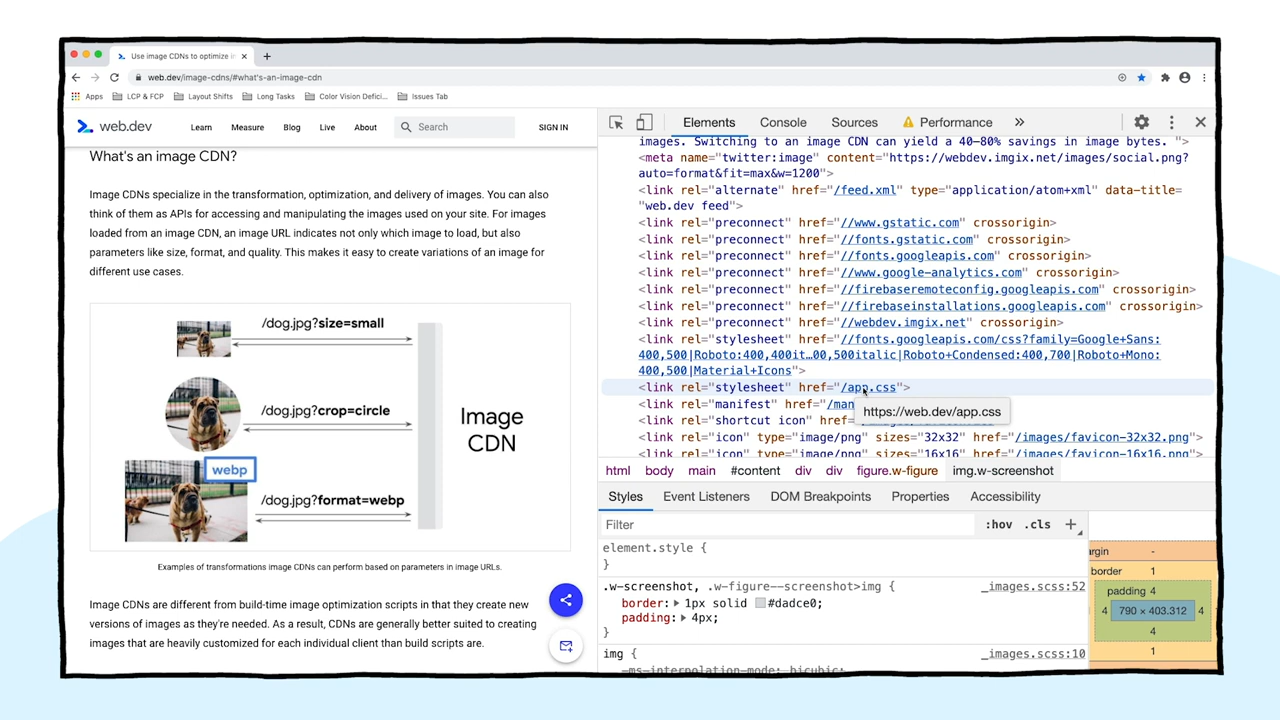 Use image CDNs to optimize i
web.dev/image-cdns/#what's-an-image-cdn
Apps
LCP & FCP
Layout Shifts
Long Tasks
Color Vision Defici...
Issues Tab
web.dev
Learn
Measure
Blog
Live
About
Search
SIGN IN
What's an image CDN?
Image CDNs specialize in the transformation, optimization, and delivery of images. You can also
think of them as APIs for accessing and manipulating the images used on your site. For images
loaded from an image CDN, an image URL indicates not only which image to load, but also
parameters like size, format, and quality. This makes it easy to create variations of an image for
different use cases.
/dog.jpg?size=small
/dog.jpg?crop=circle
webp
/dog.jpg?format=webp
Image
CDN
Examples of transformations image CDNs can perform based on parameters in image URLs.
Image CDNs are different from build-time image optimization scripts in that they create new
versions of images as they're needed. As a result, CDNs are generally better suited to creating
images that are heavily customized for each individual client than build scripts are.
Elements
Console
Sources
Performance
»
images. Switching to an image CDN can yield a 40–80% savings in image bytes. ">
<meta name="twitter:image" content="https://webdev.imgix.net/images/social.png?
auto=format&fit=max&w=1200">
<link rel="alternate" href="/feed.xml" type="application/atom+xml" data-title=
"web.dev feed">
<link rel="preconnect" href="//www.gstatic.com" crossorigin>
<link rel="preconnect" href="//fonts.gstatic.com" crossorigin>
<link rel="preconnect" href="//fonts.googleapis.com" crossorigin>
<link rel="preconnect" href="//www.google-analytics.com" crossorigin>
<link rel="preconnect" href="//firebaseremoteconfig.googleapis.com" crossorigin>
<link rel="preconnect" href="//firebaseinstallations.googleapis.com" crossorigin>
<link rel="preconnect" href="//webdev.imgix.net" crossorigin>
<link rel="stylesheet" href="//fonts.googleapis.com/css?family=Google+Sans:
400,500|Roboto:400,400it…00,500italic|Roboto+Condensed:400,700|Roboto+Mono:
400,500|Material+Icons">
<link rel="stylesheet" href="/app.css">
<link rel="manifest" href="/man
https://web.dev/app.css
<link rel="shortcut icon" href=
<link rel="icon" type="image/png" sizes="32x32" href="/images/favicon-32x32.png">
<link rel="icon" type="image/png" sizes="16x16" href="/images/favicon-16x16.png">
html body main #content div div figure.w-figure img.w-screenshot
Styles
Event Listeners
DOM Breakpoints
Properties
Accessibility
Filter
:hov .cls +
element.style {
}
.w-screenshot, .w-figure--screenshot>img {
_images.scss:52
border: 1px solid #dadce0;
padding: 4px;
}
img {
_images.scss:10
-ms-interpolation-mode: bicubic;
rgin -
border 1
padding 4
4 790 × 403.312 4
4
1